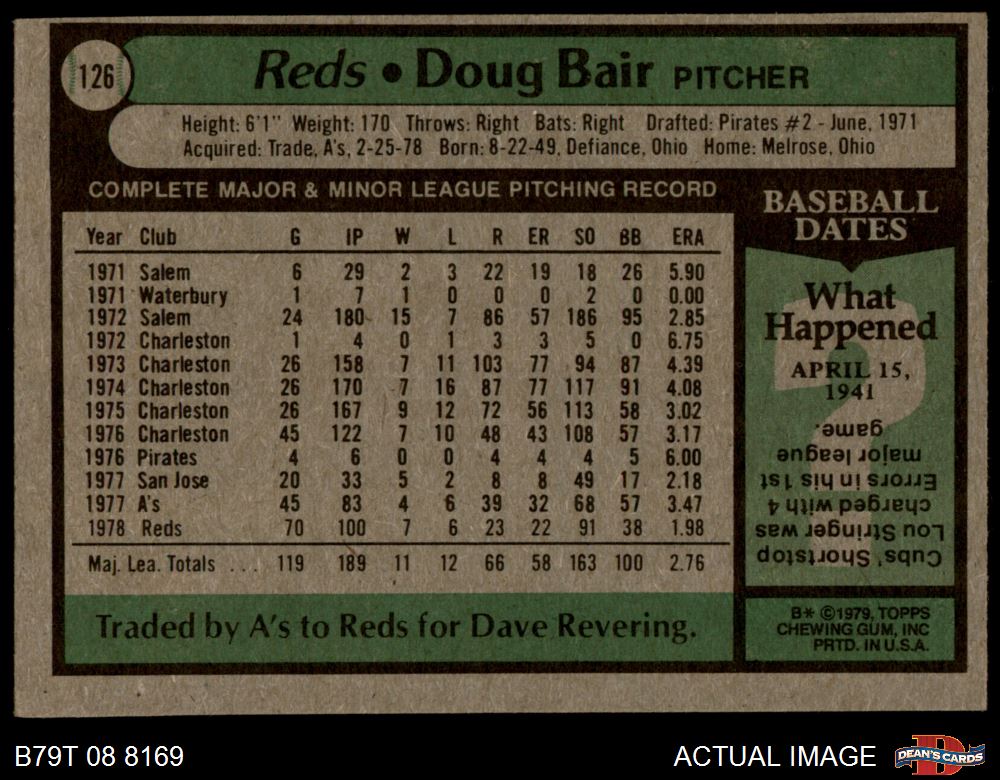 126
Reds • Doug Bair PITCHER
Height: 6'1" Weight: 170 Throws: Right Bats: Right Drafted: Pirates #2 - June, 1971
Acquired: Trade, A's, 2-25-78 Born: 8-22-49, Defiance, Ohio Home: Melrose, Ohio
COMPLETE MAJOR & MINOR LEAGUE PITCHING RECORD
Year Club G IP W L R ER SO BB ERA
1971 Salem 6 29 2 3 22 19 18 26 5.90
1971 Waterbury 1 7 1 0 0 0 2 0 0.00
1972 Salem 24 180 15 7 86 57 186 95 2.85
1972 Charleston 1 4 0 1 3 3 5 0 6.75
1973 Charleston 26 158 7 11 103 77 94 87 4.39
1974 Charleston 26 170 7 16 87 77 117 91 4.08
1975 Charleston 26 167 9 12 72 56 113 58 3.02
1976 Charleston 45 122 7 10 48 43 108 57 3.17
1976 Pirates 4 6 0 0 4 4 4 5 6.00
1977 San Jose 20 33 5 2 8 8 49 17 2.18
1977 A's 45 83 4 6 39 32 68 57 3.47
1978 Reds 70 100 7 6 23 22 91 38 1.98
Maj. Lea. Totals ... 119 189 11 12 66 58 163 100 2.76
Traded by A's to Reds for Dave Revering.
BASEBALL
DATES
What
Happened
APRIL 15,
1941
Cubs' Shortstop
Lou Stringer was
charged with 4
Errors in his 1st
major league
game.
B* ©1979, TOPPS
CHEWING GUM, INC
PRTD. IN U.S.A.
B79T 08 8169
ACTUAL IMAGE
D
DEAN'S CARDS